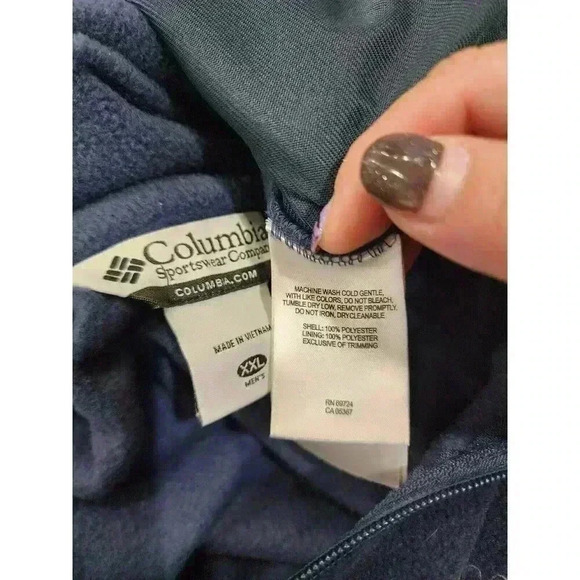 Columbia
Sportswear Company
COLUMBIA.COM
MADE IN VIETNAM
XXL
MEN'S
MACHINE WASH COLD GENTLE,
WITH LIKE COLORS, DO NOT BLEACH,
TUMBLE DRY LOW, REMOVE PROMPTLY.
DO NOT IRON, DRYCLEANABLE
SHELL: 100% POLYESTER
LINING: 100% POLYESTER
EXCLUSIVE OF TRIMMING
RN 69724
CA 05367